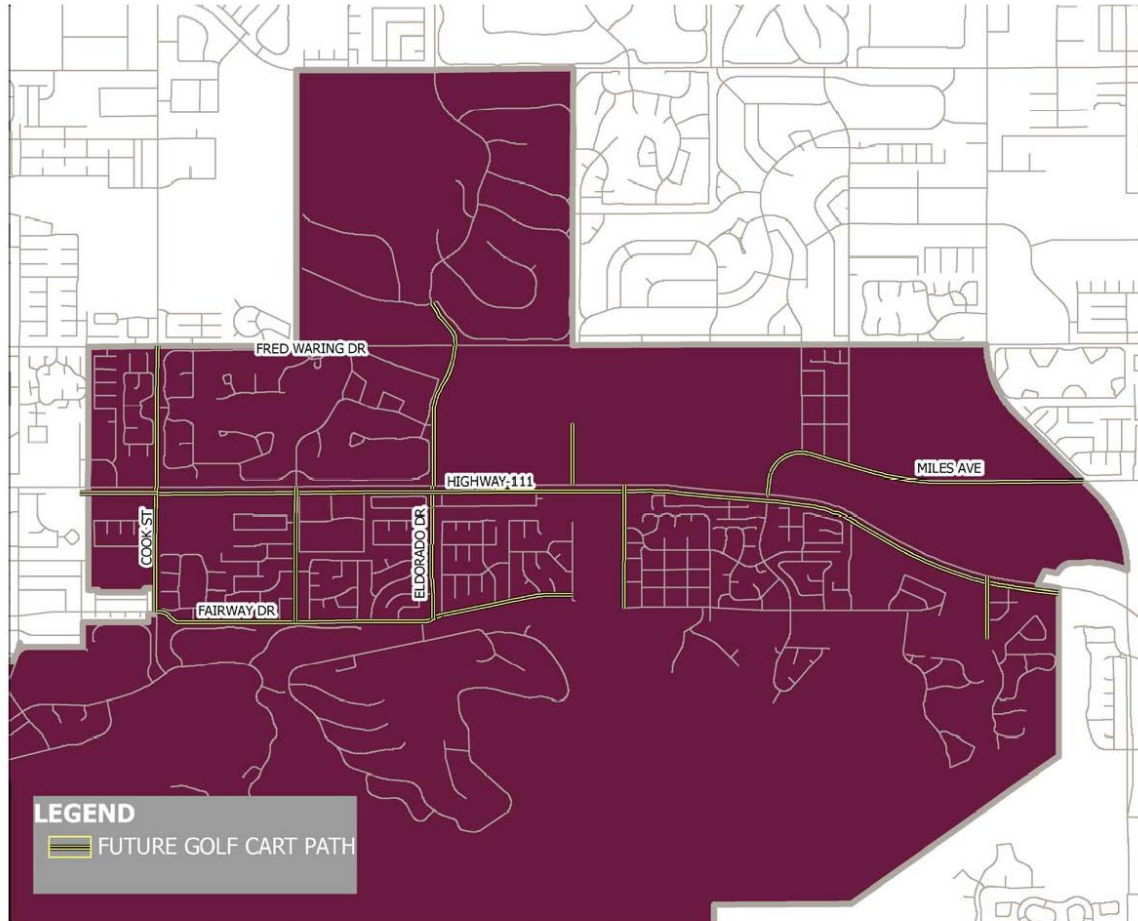 FRED WARING DR
MILES AVE
HIGHWAY-111
COOK ST
ELDORADO DR
FAIRWAY DR
LEGEND
FUTURE GOLF CART PATH